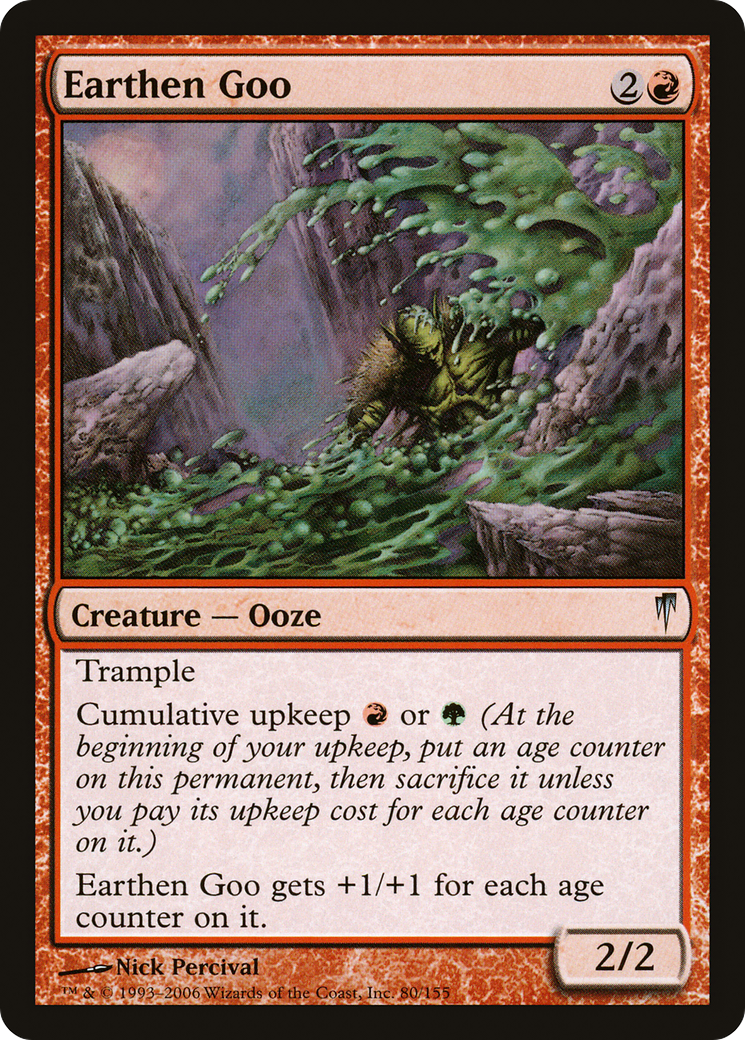 Earthen Goo 2
Creature — Ooze
Trample
Cumulative upkeep or (At the
beginning of your upkeep, put an age counter
on this permanent, then sacrifice it unless
you pay its upkeep cost for each age counter
on it.)
Earthen Goo gets +1/+1 for each age
counter on it.
2/2
Nick Percival
™ & © 1993–2006 Wizards of the Coast, Inc. 80/155